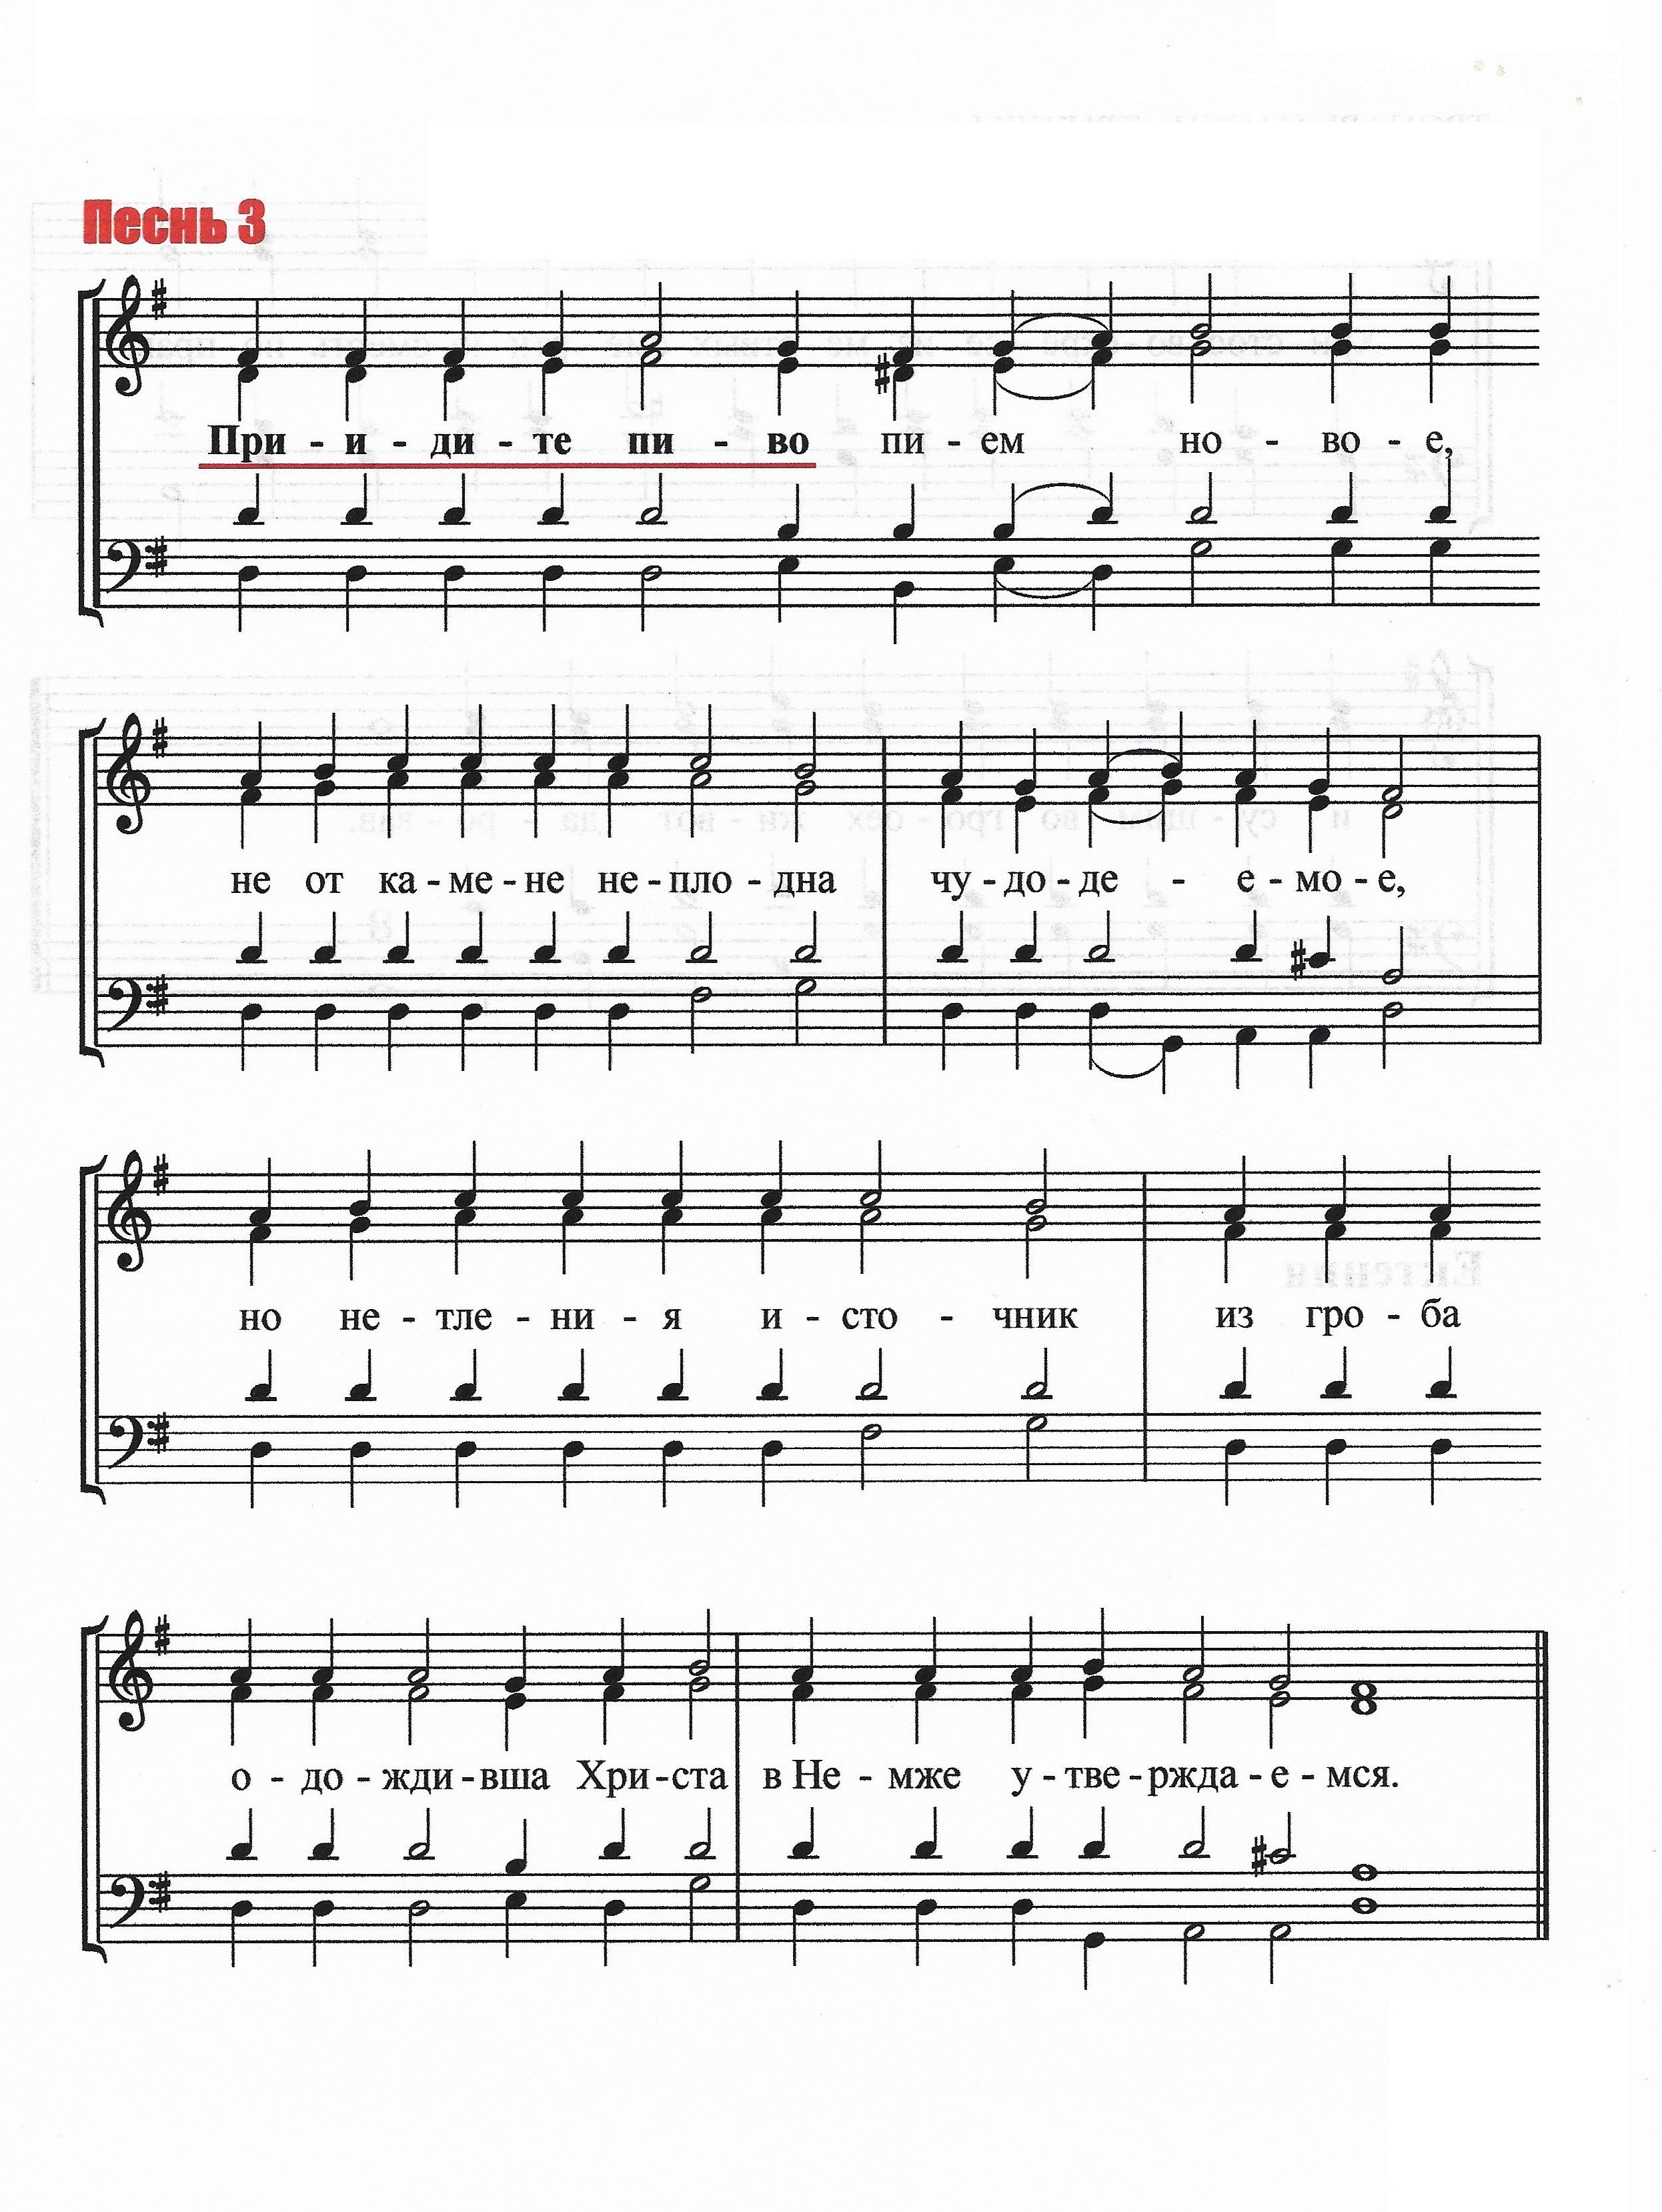 Песнь 3
При - и - ди - те пи - во пи - ем но - во - е,
не от ка - ме - не не - пло - дна чу - до - де - е - мо - е,
но не - тле - ни - я и - сто - чник из гро - ба
о - до - жди - вша Хри - ста в Не - мже у - тве - ржда - е - мся.